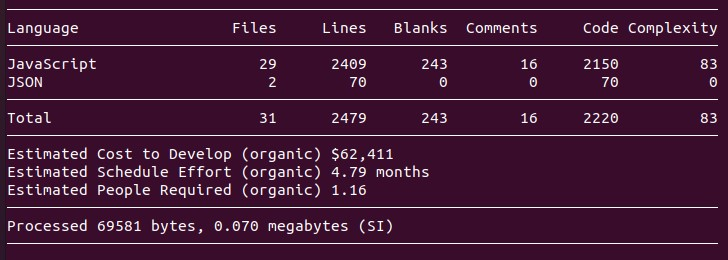 Language Files Lines Blanks Comments Code Complexity
JavaScript 29 2409 243 16 2150 83
JSON 2 70 0 0 70 0
Total 31 2479 243 16 2220 83
Estimated Cost to Develop (organic) $62,411
Estimated Schedule Effort (organic) 4.79 months
Estimated People Required (organic) 1.16
Processed 69581 bytes, 0.070 megabytes (SI)